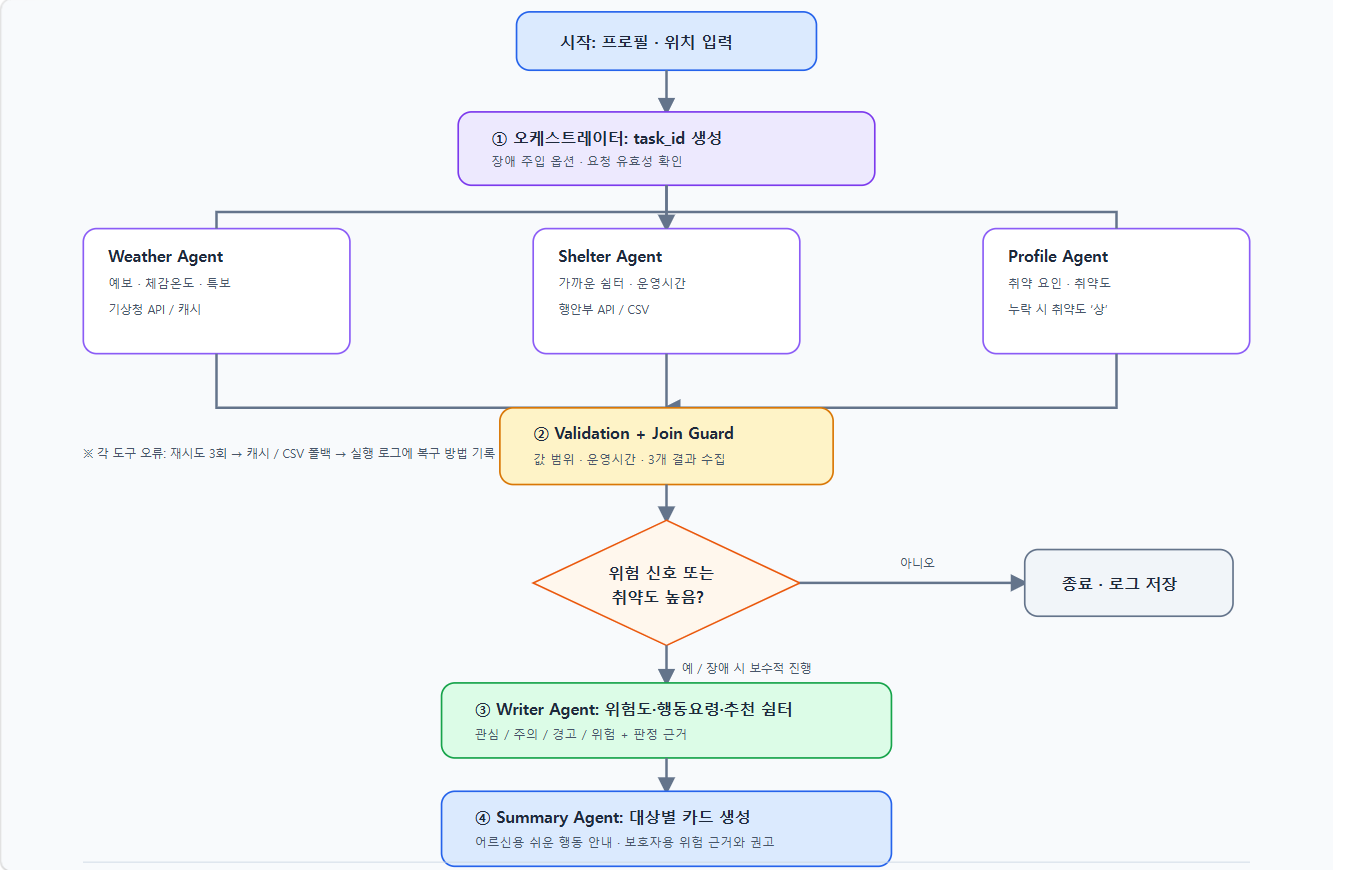 시작: 프로필 · 위치 입력
① 오케스트레이터: task_id 생성
장애 주입 옵션 · 요청 유효성 확인
Weather Agent
예보 · 체감온도 · 특보
기상청 API / 캐시
Shelter Agent
가까운 쉼터 · 운영시간
행안부 API / CSV
Profile Agent
취약 요인 · 취약도
누락 시 취약도 ‘상’
② Validation + Join Guard
값 범위 · 운영시간 · 3개 결과 수집
※ 각 도구 오류: 재시도 3회 → 캐시 / CSV 폴백 → 실행 로그에 복구 방법 기록
위험 신호 또는
취약도 높음?
아니오
종료 · 로그 저장
예 / 장애 시 보수적 진행
③ Writer Agent: 위험도·행동요령·추천 쉼터
관심 / 주의 / 경고 / 위험 + 판정 근거
④ Summary Agent: 대상별 카드 생성
어르신용 쉬운 행동 안내 · 보호자용 위험 근거와 권고